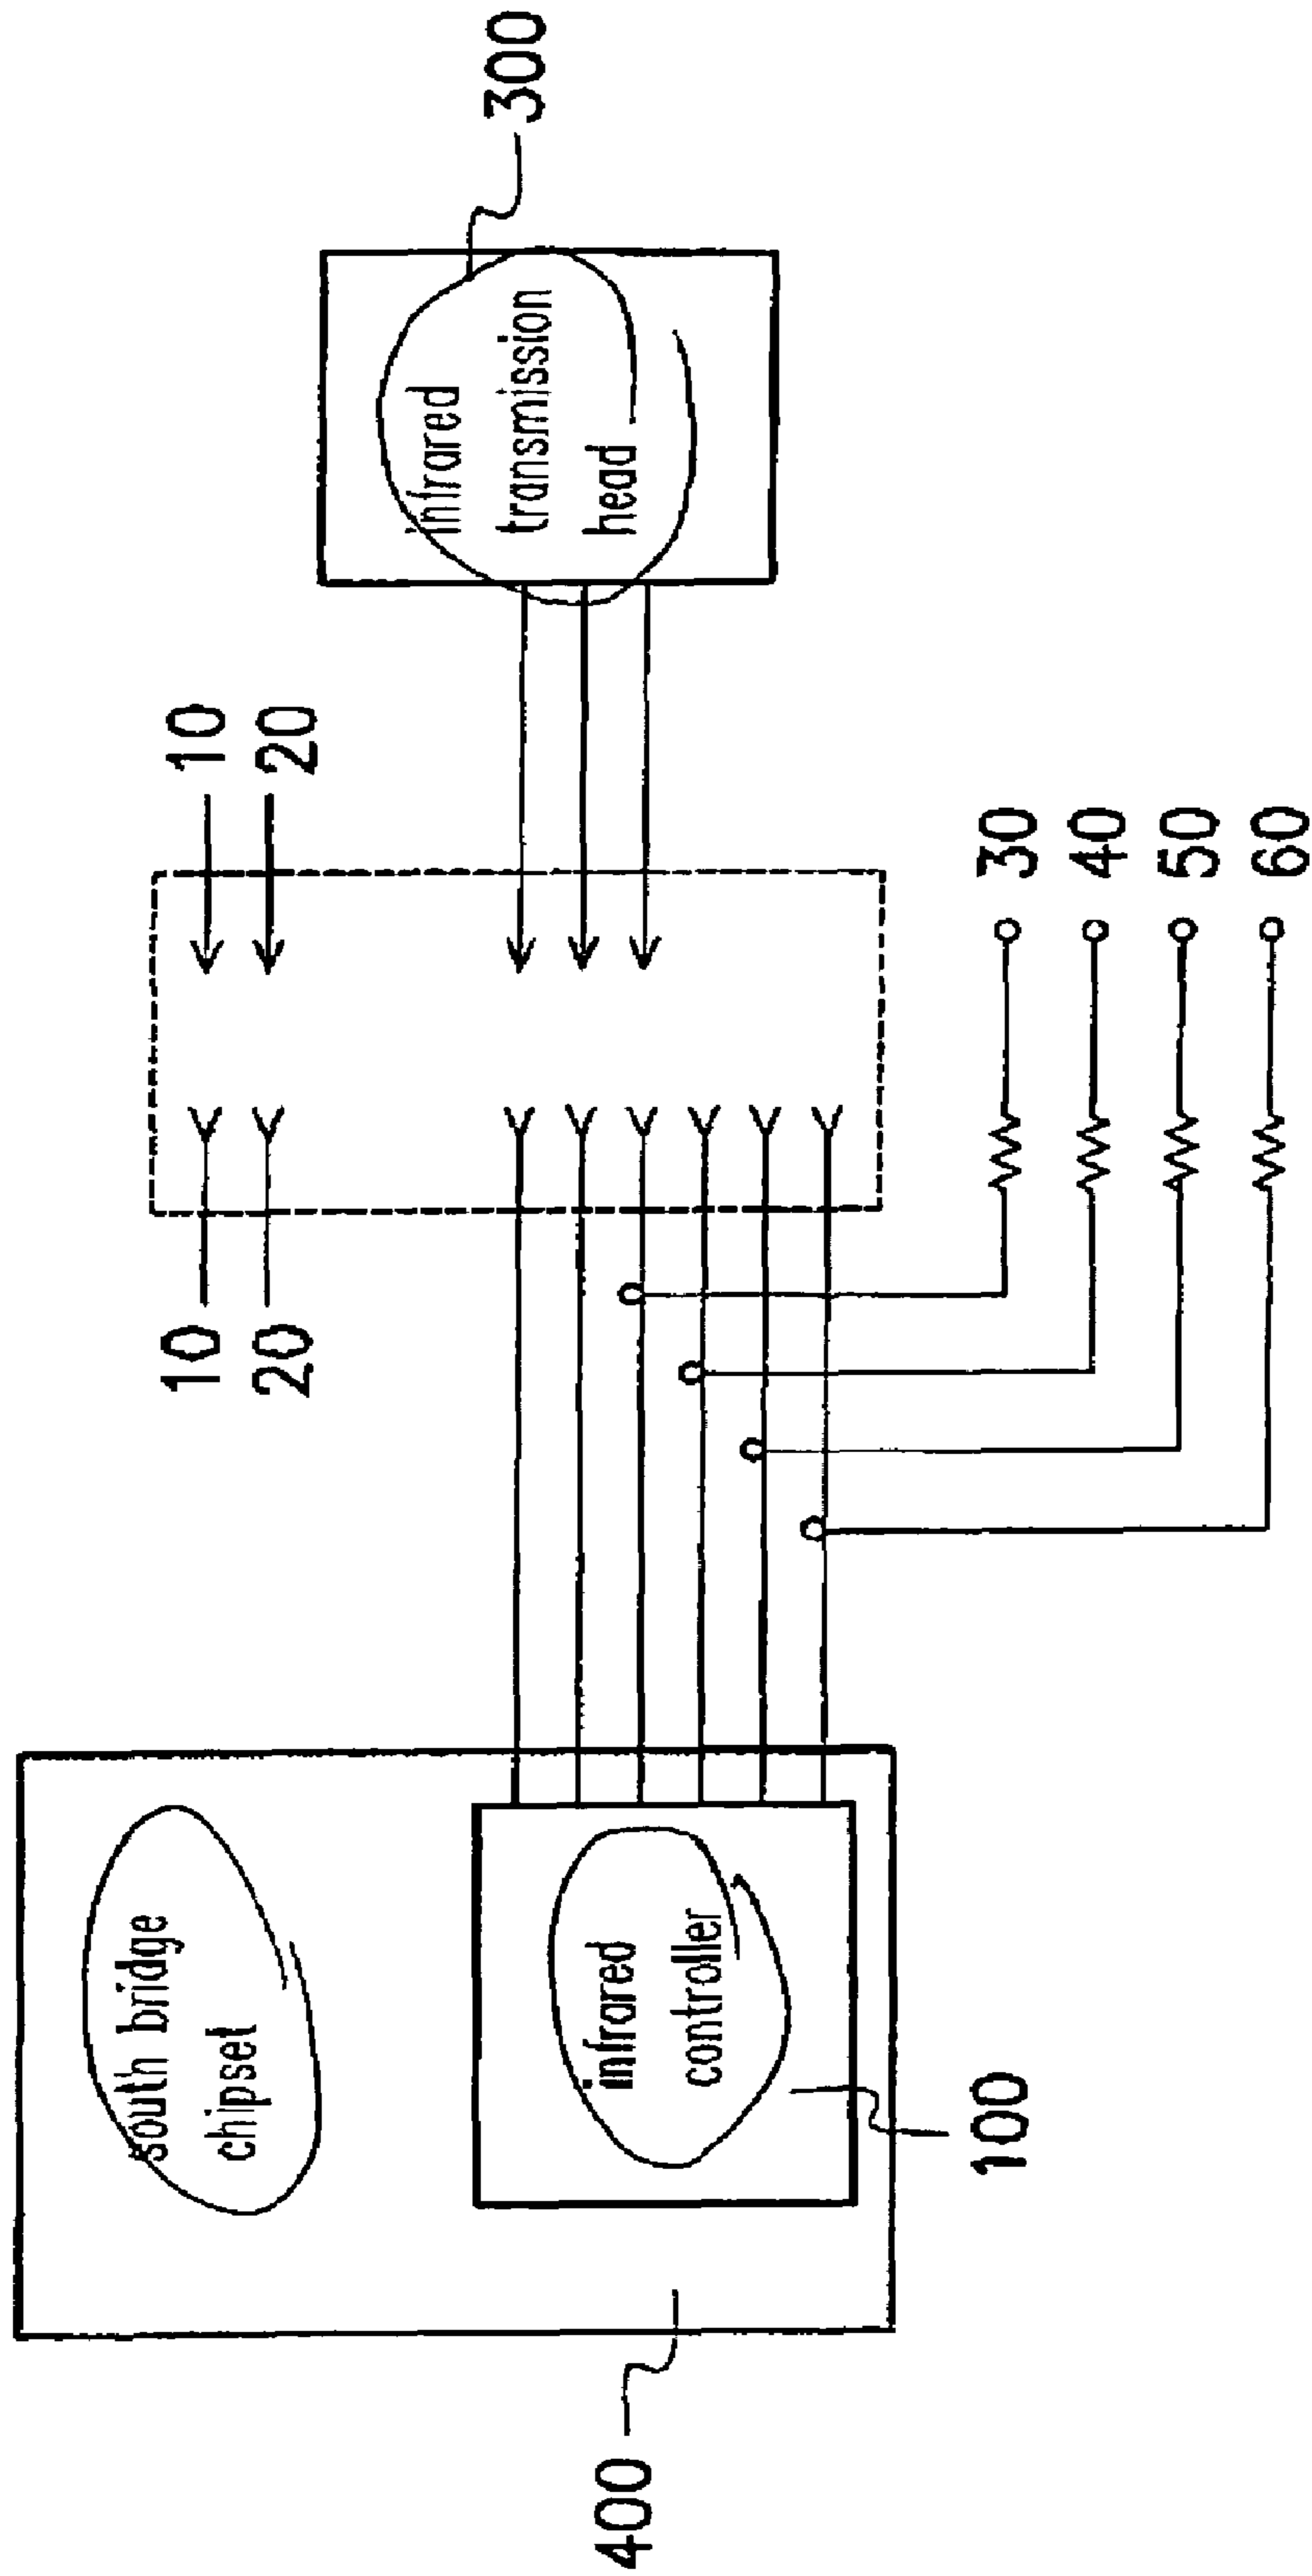 south bridge
chipset
infrared
controller
400
100
10
20
10
20
infrared
transmission
head
300
30
40
50
60